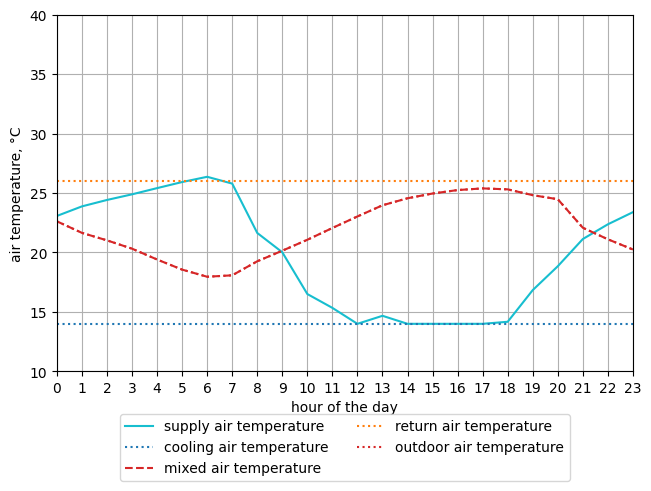 40
35
30
25
20
15
10
air temperature, °C
0 1 2 3 4 5 6 7 8 9 10 11 12 13 14 15 16 17 18 19 20 21 22 23
hour of the day
supply air temperature
cooling air temperature
mixed air temperature
return air temperature
outdoor air temperature